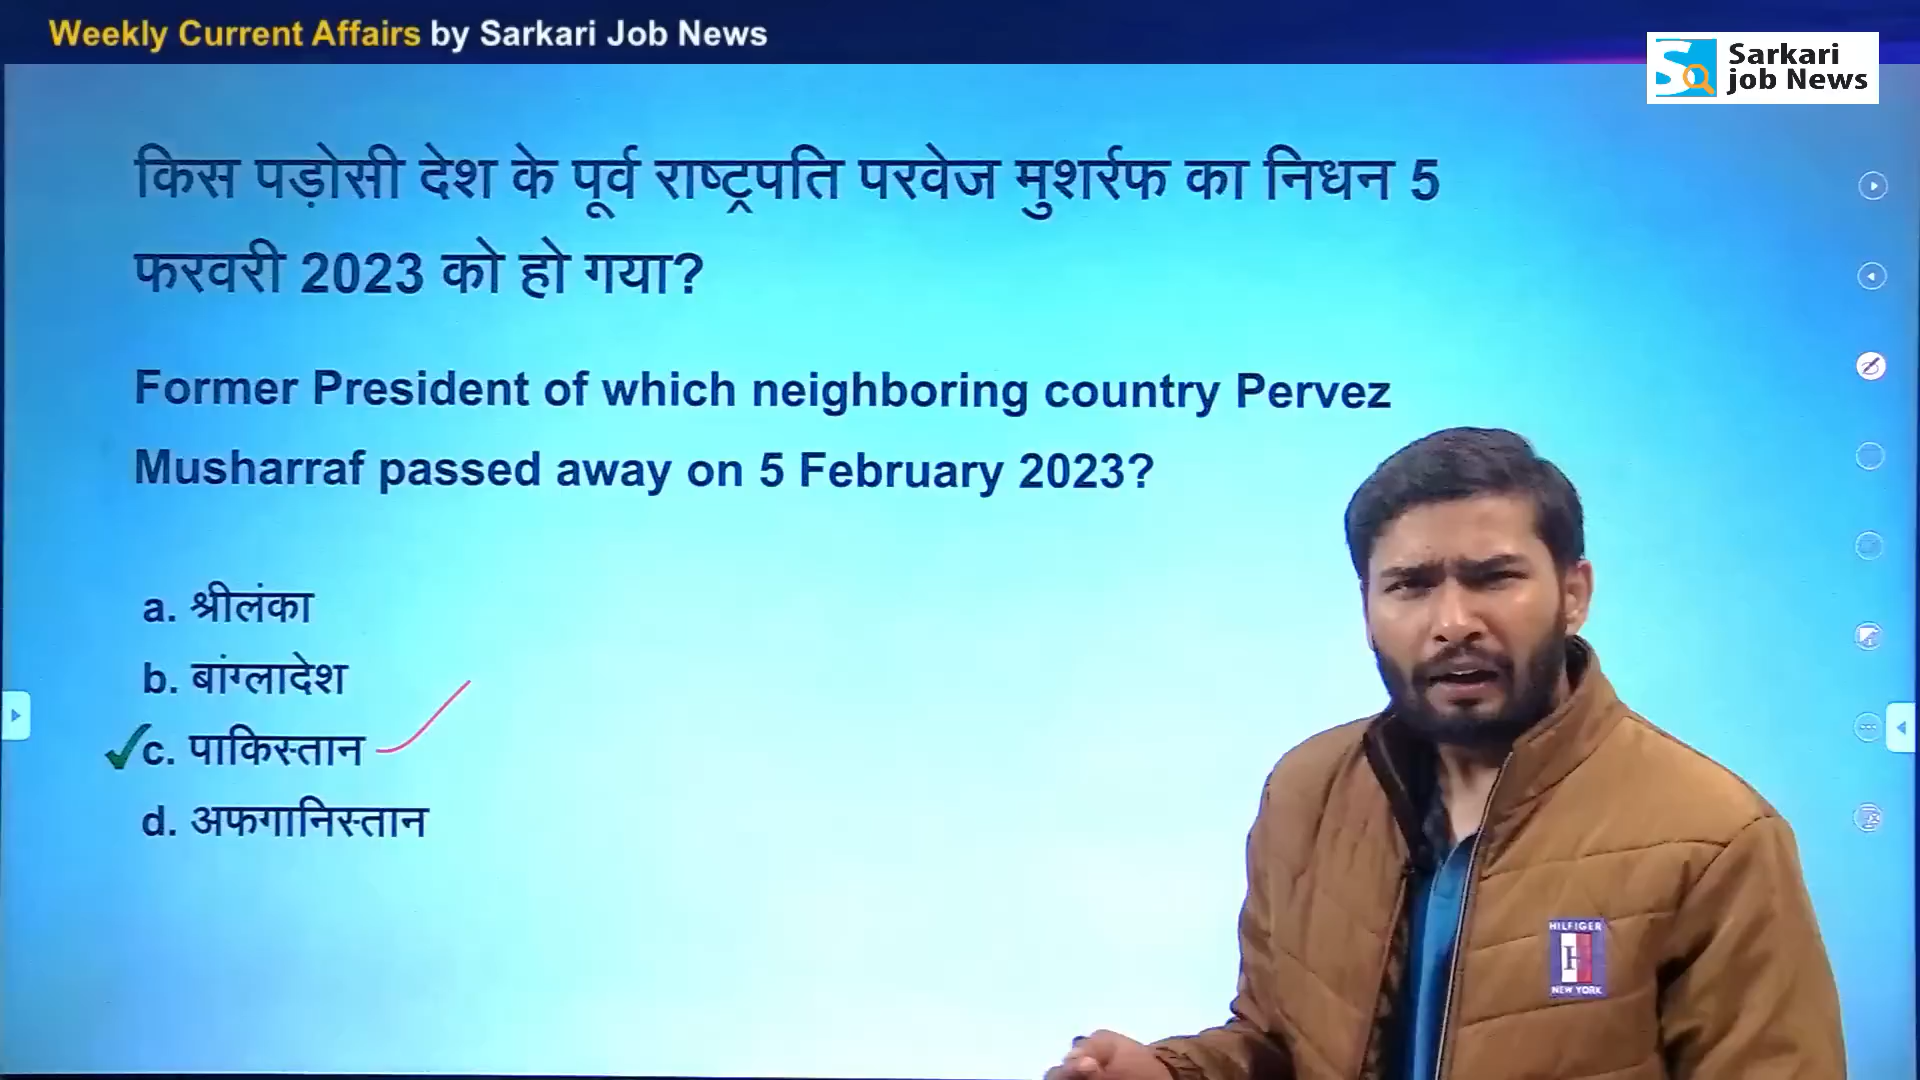 Weekly Current Affairs by Sarkari Job News
Sarkari
job News
किस पड़ोसी देश के पूर्व राष्ट्रपति परवेज मुशर्रफ का निधन 5
फरवरी 2023 को हो गया?
Former President of which neighboring country Pervez
Musharraf passed away on 5 February 2023?
a. श्रीलंका
b. बांग्लादेश
c. पाकिस्तान
d. अफगानिस्तान
HILFIGER
H
NEW YORK